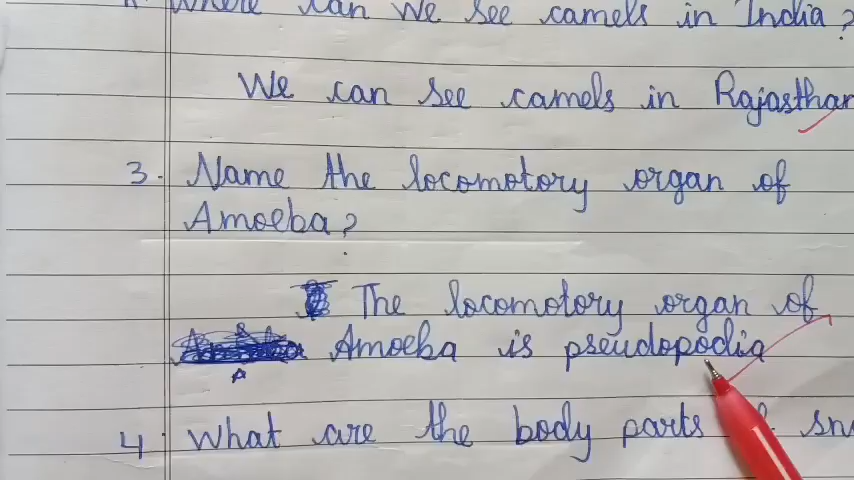 Where can we see camels in India?
We can see camels in Rajasthan
3. Name the locomotory organ of
Amoeba?
The locomotory organ of
Amoeba is pseudopodia
4. What are the body parts